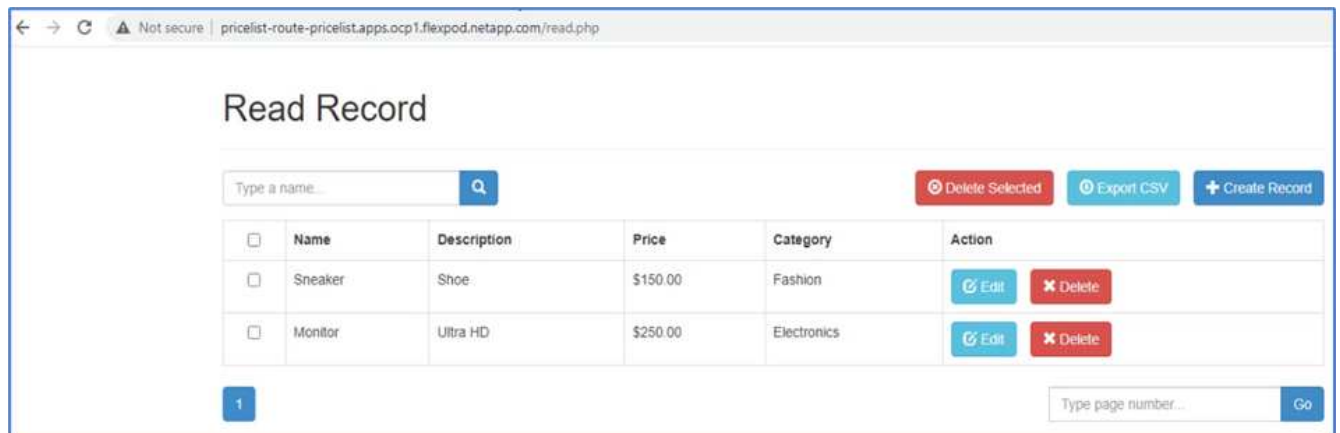 Not secure | pricelist-route-pricelist.apps.ocp1.flexpod.netapp.com/read.php
Read Record
Type a name... Delete Selected Export CSV Create Record
Name Description Price Category Action
Sneaker Shoe $150.00 Fashion Edit Delete
Monitor Ultra HD $250.00 Electronics Edit Delete
1 Type page number... Go